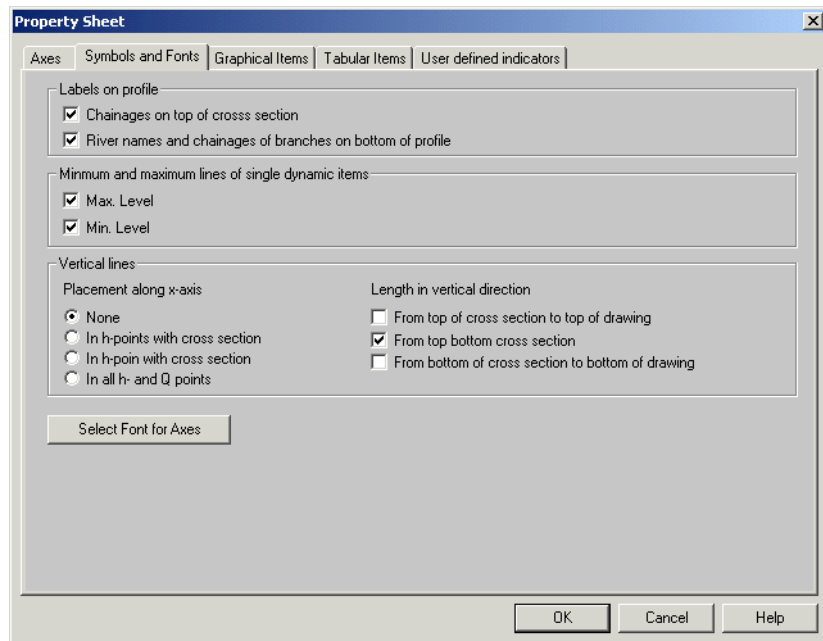 Property Sheet
Axes Symbols and Fonts Graphical Items Tabular Items User defined indicators
Labels on profile
Chainages on top of crosss section
River names and chainages of branches on bottom of profile
Minmum and maximum lines of single dynamic items
Max. Level
Min. Level
Vertical lines
Placement along x-axis
None
In h-points with cross section
In h-poin with cross section
In all h- and Q points
Length in vertical direction
From top of cross section to top of drawing
From top bottom cross section
From bottom of cross section to bottom of drawing
Select Font for Axes
OK Cancel Help